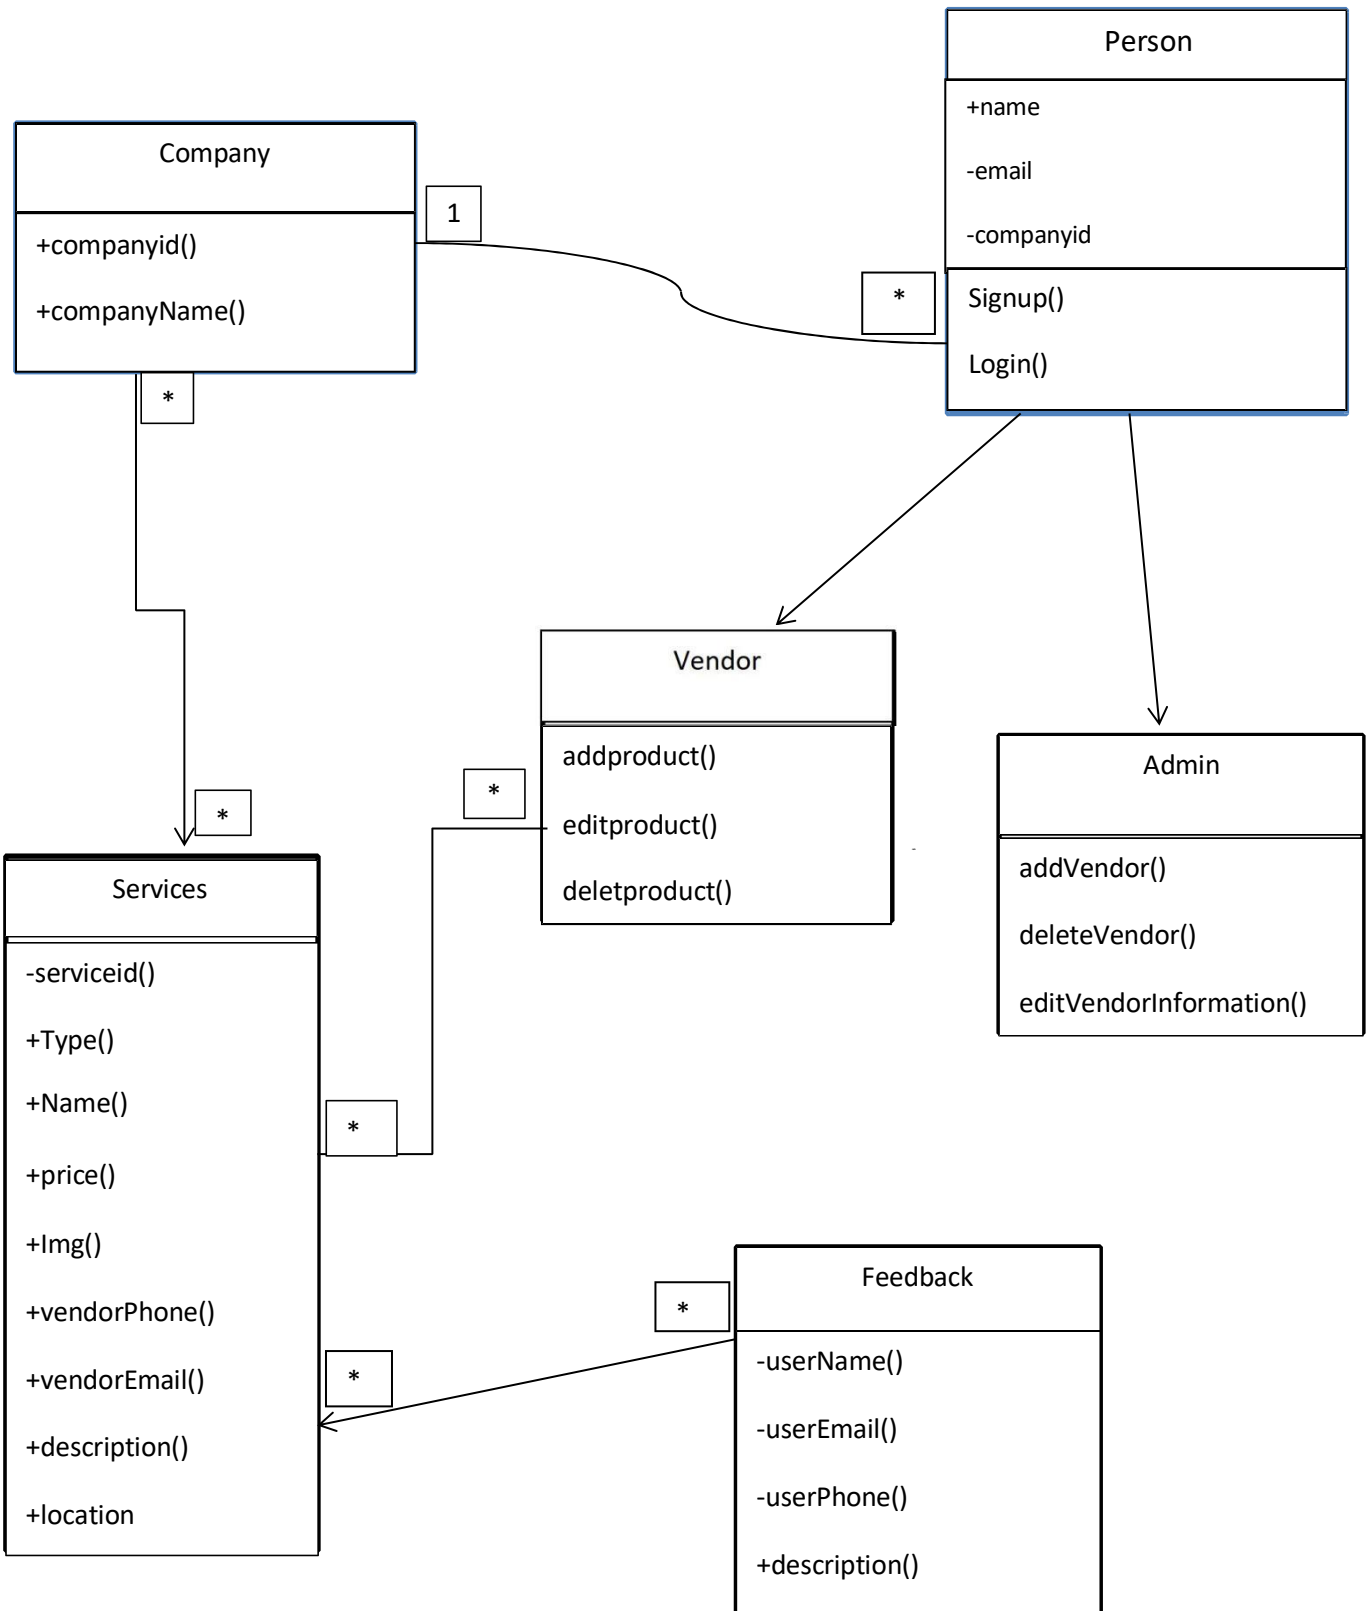 Person
+name
-email
-companyid
Signup()
Login()
Company
+companyid()
+companyName()
1
*
*
Vendor
addproduct()
editproduct()
deletproduct()
Admin
addVendor()
deleteVendor()
editVendorInformation()
*
*
Services
-serviceid()
+Type()
+Name()
+price()
+Img()
+vendorPhone()
+vendorEmail()
+description()
+location
*
*
*
Feedback
-userName()
-userEmail()
-userPhone()
+description()